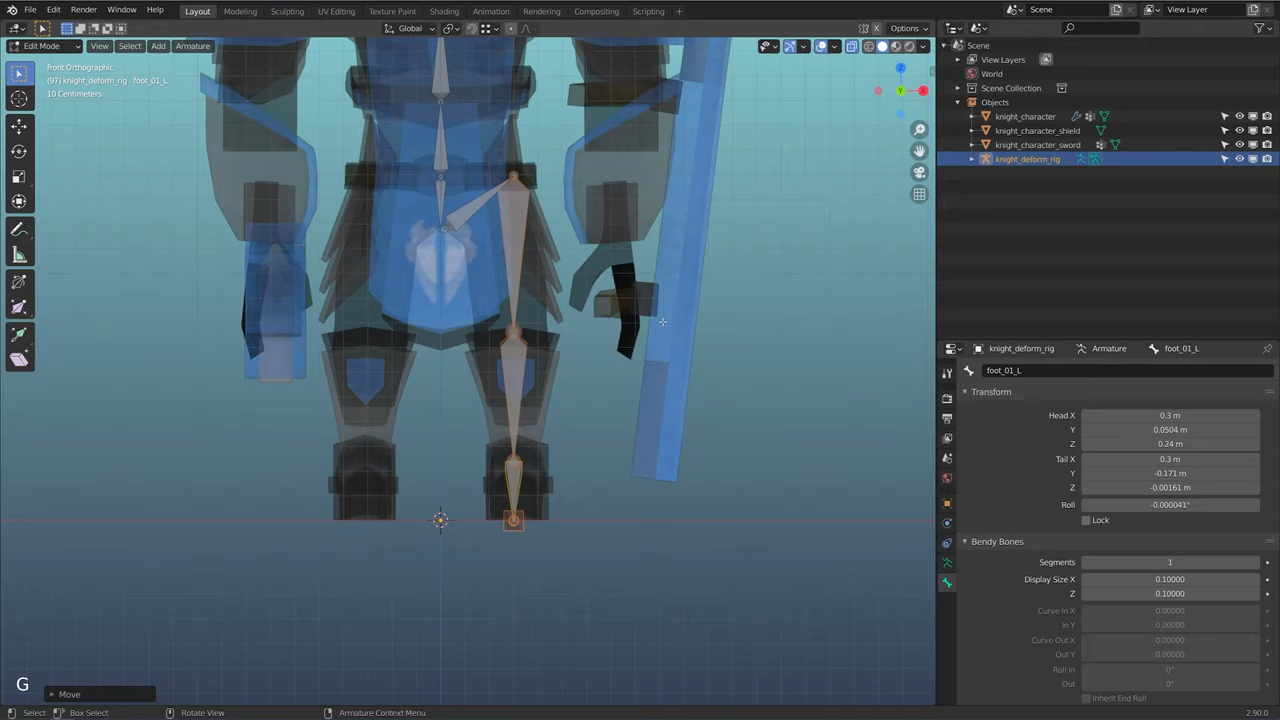 File Edit Render Window Help Layout Modeling Sculpting UV Editing Texture Paint Shading Animation Rendering Compositing Scripting + Scene View Layer
Global Options
Edit Mode View Select Add Armature
Front Orthographic
(97) knight_deform_rig : foot_01_L
10 Centimeters
G
Move
Select Box Select Rotate View Armature Context Menu 2.90.0
Scene
View Layers
World
Scene Collection
Objects
knight_character
knight_character_shield
knight_character_sword
knight_deform_rig
knight_deform_rig Armature foot_01_L
foot_01_L
Transform
Head X 0.3 m
Y 0.0504 m
Z 0.24 m
Tail X 0.3 m
Y -0.171 m
Z -0.00161 m
Roll -0.000041°
Lock
Bendy Bones
Segments 1
Display Size X 0.10000
Z 0.10000
Curve In X 0.00000
In Y 0.00000
Curve Out X 0.00000
Out Y 0.00000
Roll In 0°
Out 0°
Inherit End Roll